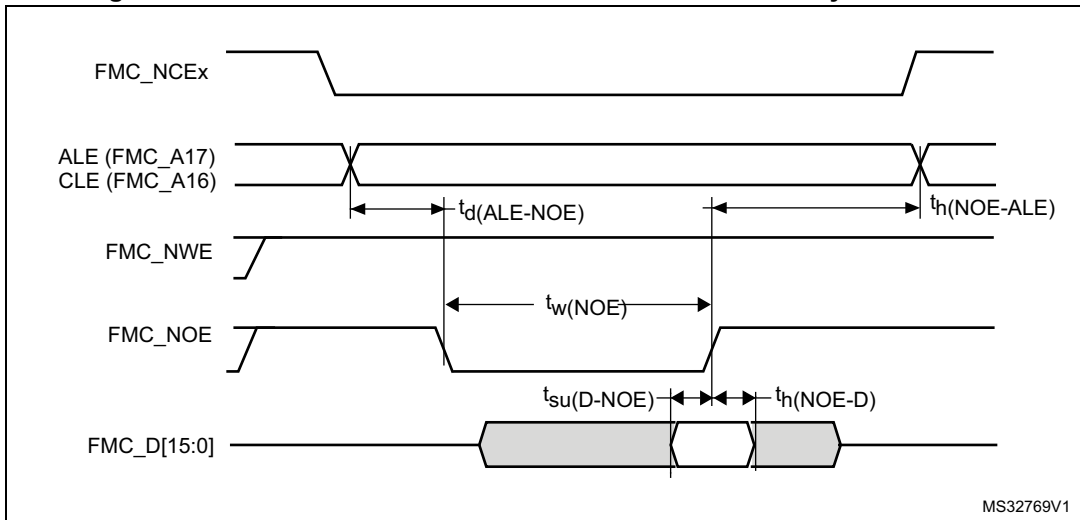 FMC_NCEx
ALE (FMC_A17)
CLE (FMC_A16)
td(ALE-NOE)
th(NOE-ALE)
FMC_NWE
tw(NOE)
FMC_NOE
tsu(D-NOE)
th(NOE-D)
FMC_D[15:0]
MS32769V1